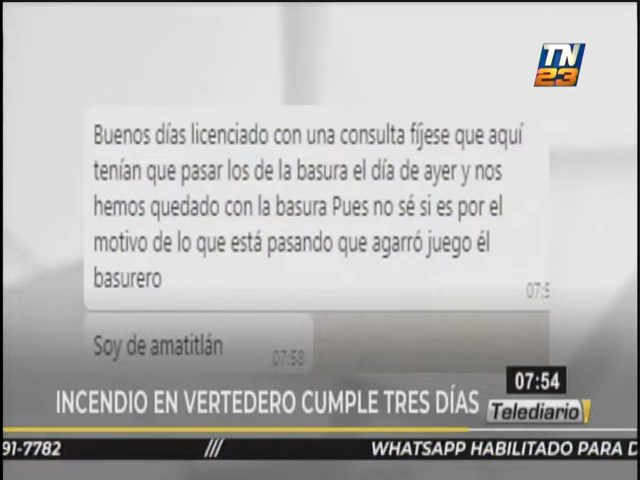 TN
23
Buenos días licenciado con una consulta fíjese que aquí
tenían que pasar los de la basura el día de ayer y nos
hemos quedado con la basura Pues no sé si es por el
motivo de lo que está pasando que agarró juego él
basurero
07:5
Soy de amatitlán
07:58
07:54
INCENDIO EN VERTEDERO CUMPLE TRES DÍAS
Telediario
91-7782 /// WHATSAPP HABILITADO PARA D